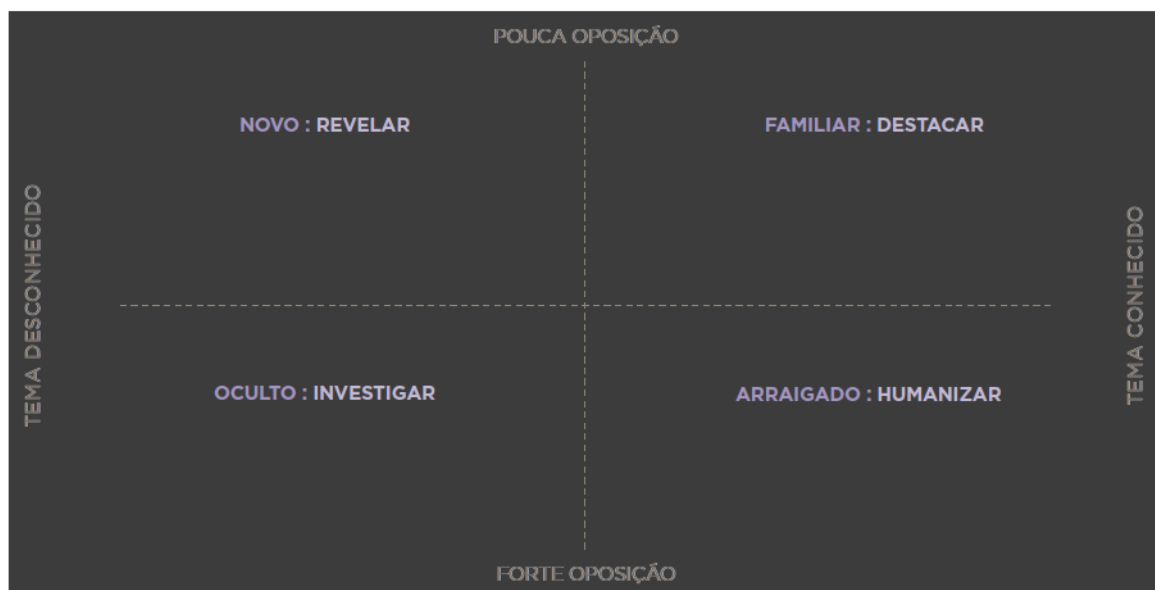 POUCA OPOSIÇÃO
NOVO : REVELAR
FAMILIAR : DESTACAR
TEMA DESCONHECIDO
TEMA CONHECIDO
OCULTO : INVESTIGAR
ARRAIGADO : HUMANIZAR
FORTE OPOSIÇÃO